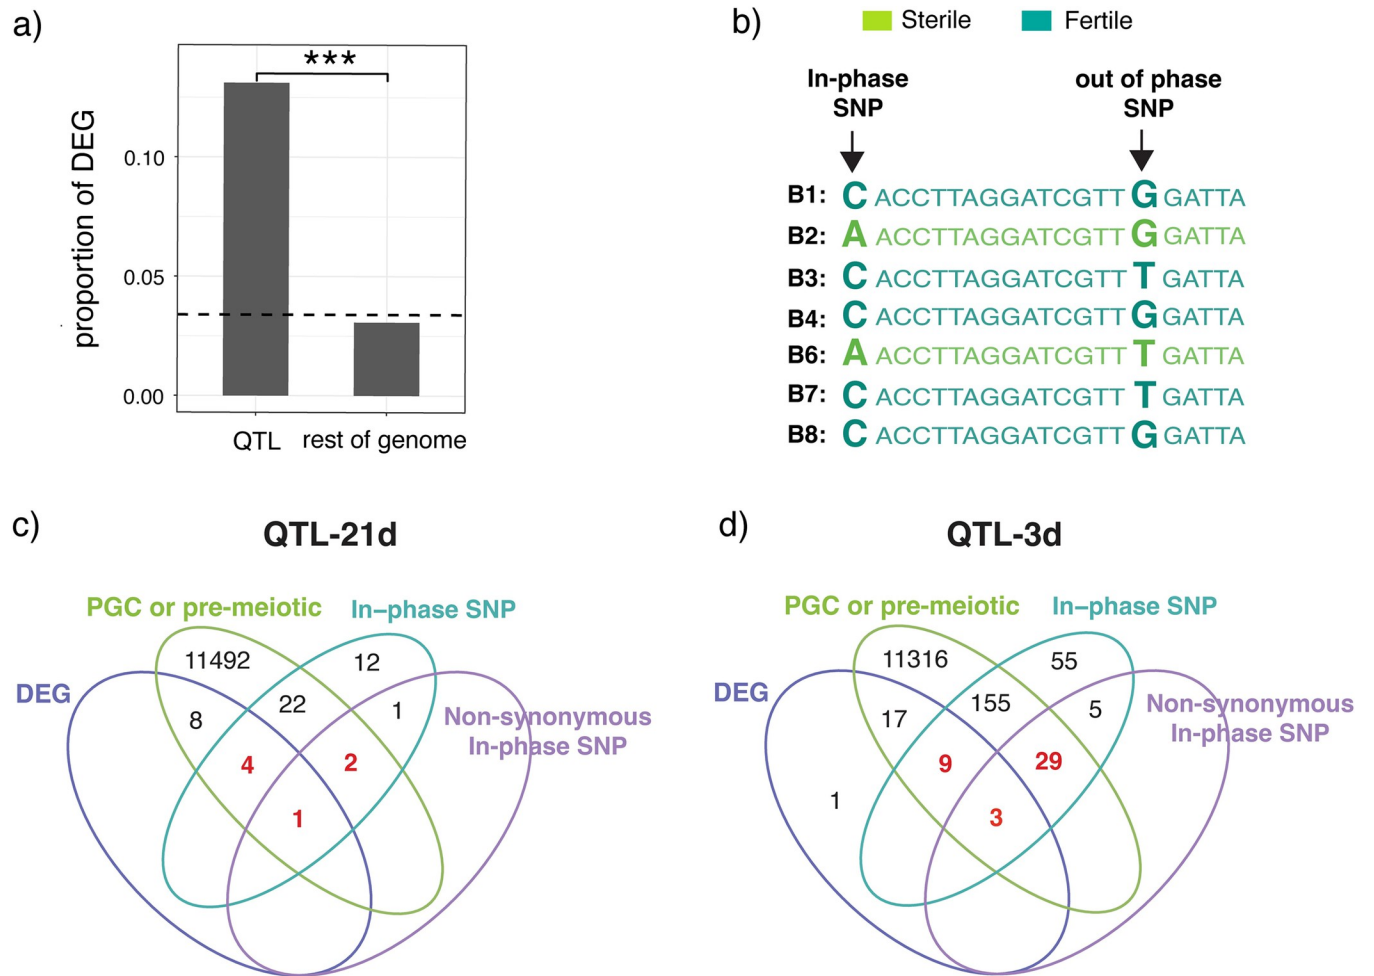 a)
***
proportion of DEG
0.10
0.05
0.00
QTL
rest of genome
b)
Sterile
Fertile
In-phase
SNP
out of phase
SNP
B1: C ACCTTAGGATCGTT G GATTA
B2: A ACCTTAGGATCGTT G GATTA
B3: C ACCTTAGGATCGTT T GATTA
B4: C ACCTTAGGATCGTT G GATTA
B6: A ACCTTAGGATCGTT T GATTA
B7: C ACCTTAGGATCGTT T GATTA
B8: C ACCTTAGGATCGTT G GATTA
c)
QTL-21d
PGC or pre-meiotic
In–phase SNP
DEG
Non-synonymous
In-phase SNP
11492
12
22
1
8
4
2
1
d)
QTL-3d
PGC or pre-meiotic
In–phase SNP
DEG
Non-synonymous
In-phase SNP
11316
55
155
5
17
9
29
1
3